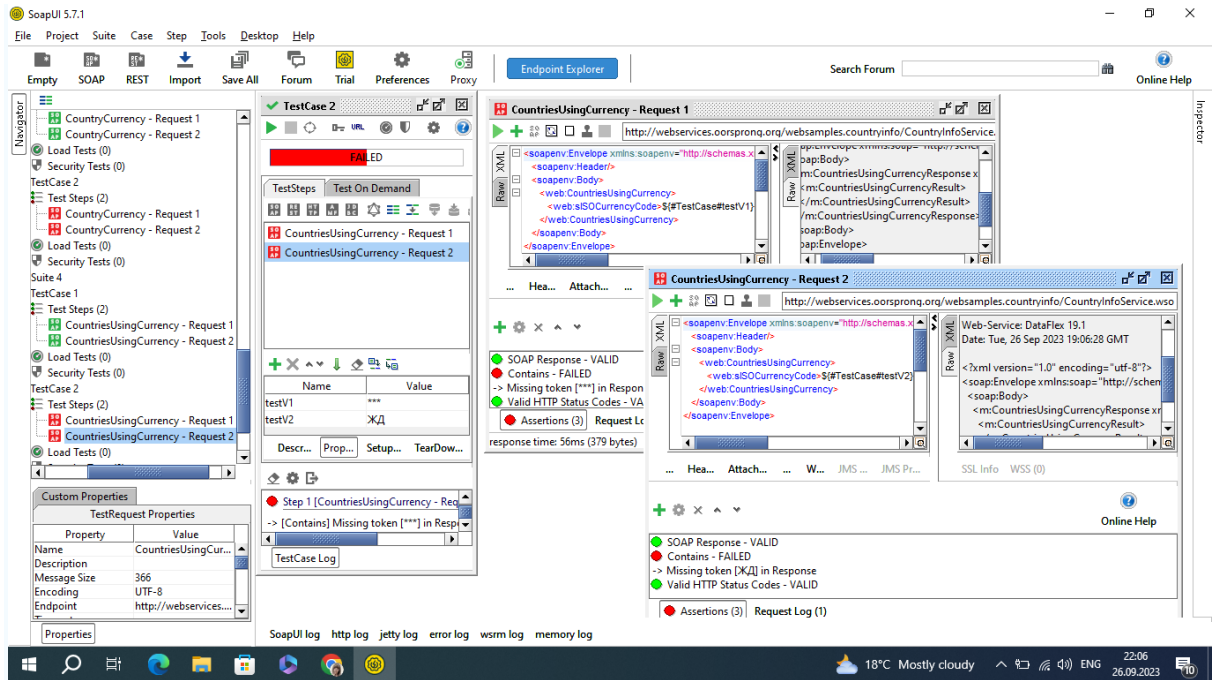 SoapUI 5.7.1
File Project Suite Case Step Tools Desktop Help
Empty SOAP REST Import Save All Forum Trial Preferences Proxy
Endpoint Explorer
Search Forum
Online Help
Navigator
CountryCurrency - Request 1
CountryCurrency - Request 2
Load Tests (0)
Security Tests (0)
TestCase 2
Test Steps (2)
CountryCurrency - Request 1
CountryCurrency - Request 2
Load Tests (0)
Security Tests (0)
Suite 4
TestCase 1
Test Steps (2)
CountriesUsingCurrency - Request 1
CountriesUsingCurrency - Request 2
Load Tests (0)
Security Tests (0)
TestCase 2
Test Steps (2)
CountriesUsingCurrency - Request 1
CountriesUsingCurrency - Request 2
Load Tests (0)
Custom Properties
TestRequest Properties
Property Value
Name CountriesUsingCur...
Description
Message Size 366
Encoding UTF-8
Endpoint http://webservices....
Properties
TestCase 2
URL
FAILED
TestSteps Test On Demand
CountriesUsingCurrency - Request 1
CountriesUsingCurrency - Request 2
Name Value
testV1 ***
testV2 ЖД
Descr... Prop... Setup... TearDow...
Step 1 [CountriesUsingCurrency - Req
-> [Contains] Missing token [***] in Resp
TestCase Log
CountriesUsingCurrency - Request 1
http://webservices.oorsprong.org/websamples.countryinfo/CountryInfoService.
XML
Raw
<soapenv:Envelope xmlns:soapenv="http://schemas.x
<soapenv:Header/>
<soapenv:Body>
<web:CountriesUsingCurrency>
<web:sISOCurrencyCode>${#TestCase#testV1}
</web:CountriesUsingCurrency>
</soapenv:Body>
</soapenv:Envelope>
XML
Raw
soap:Body>
m:CountriesUsingCurrencyResponse x
<m:CountriesUsingCurrencyResult>
</m:CountriesUsingCurrencyResult>
/m:CountriesUsingCurrencyResponse>
soap:Body>
oap:Envelope>
... Hea... Attach... ...
SOAP Response - VALID
Contains - FAILED
-> Missing token [***] in Respon
Valid HTTP Status Codes - VA
Assertions (3) Request Lo
response time: 56ms (379 bytes)
CountriesUsingCurrency - Request 2
http://webservices.oorsprong.org/websamples.countryinfo/CountryInfoService.wso
XML
Raw
<soapenv:Envelope xmlns:soapenv="http://schemas.x
<soapenv:Header/>
<soapenv:Body>
<web:CountriesUsingCurrency>
<web:sISOCurrencyCode>${#TestCase#testV2}
</web:CountriesUsingCurrency>
</soapenv:Body>
</soapenv:Envelope>
XML
Raw
Web-Service: DataFlex 19.1
Date: Tue, 26 Sep 2023 19:06:28 GMT
<?xml version="1.0" encoding="utf-8"?>
<soap:Envelope xmlns:soap="http://schem
<soap:Body>
<m:CountriesUsingCurrencyResponse xr
<m:CountriesUsingCurrencyResult>
... Hea... Attach... ... W... JMS ... JMS Pr...
SSL Info WSS (0)
Online Help
SOAP Response - VALID
Contains - FAILED
-> Missing token [ЖД] in Response
Valid HTTP Status Codes - VALID
Assertions (3) Request Log (1)
Inspector
SoapUI log http log jetty log error log wsrm log memory log
18°C Mostly cloudy
ENG
22:06
26.09.2023
10